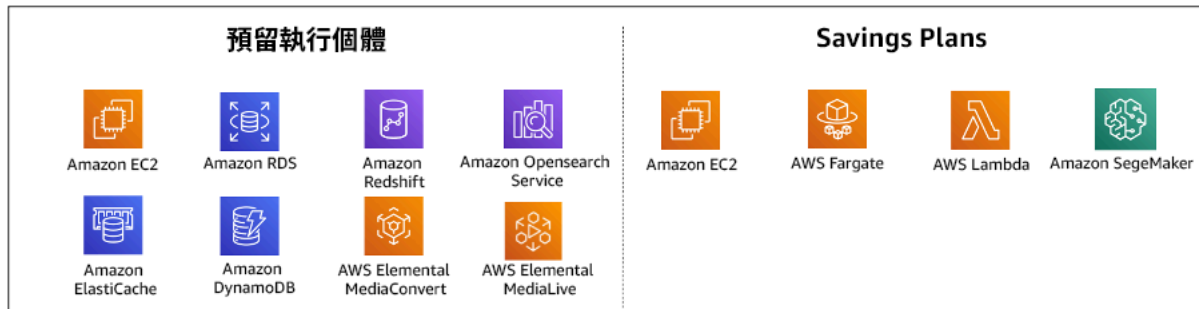 預留執行個體
Savings Plans
Amazon EC2
Amazon RDS
Amazon
Redshift
Amazon Opensearch
Service
Amazon EC2
AWS Fargate
AWS Lambda
Amazon SegeMaker
Amazon
ElastiCache
Amazon
DynamoDB
AWS Elemental
MediaConvert
AWS Elemental
MediaLive